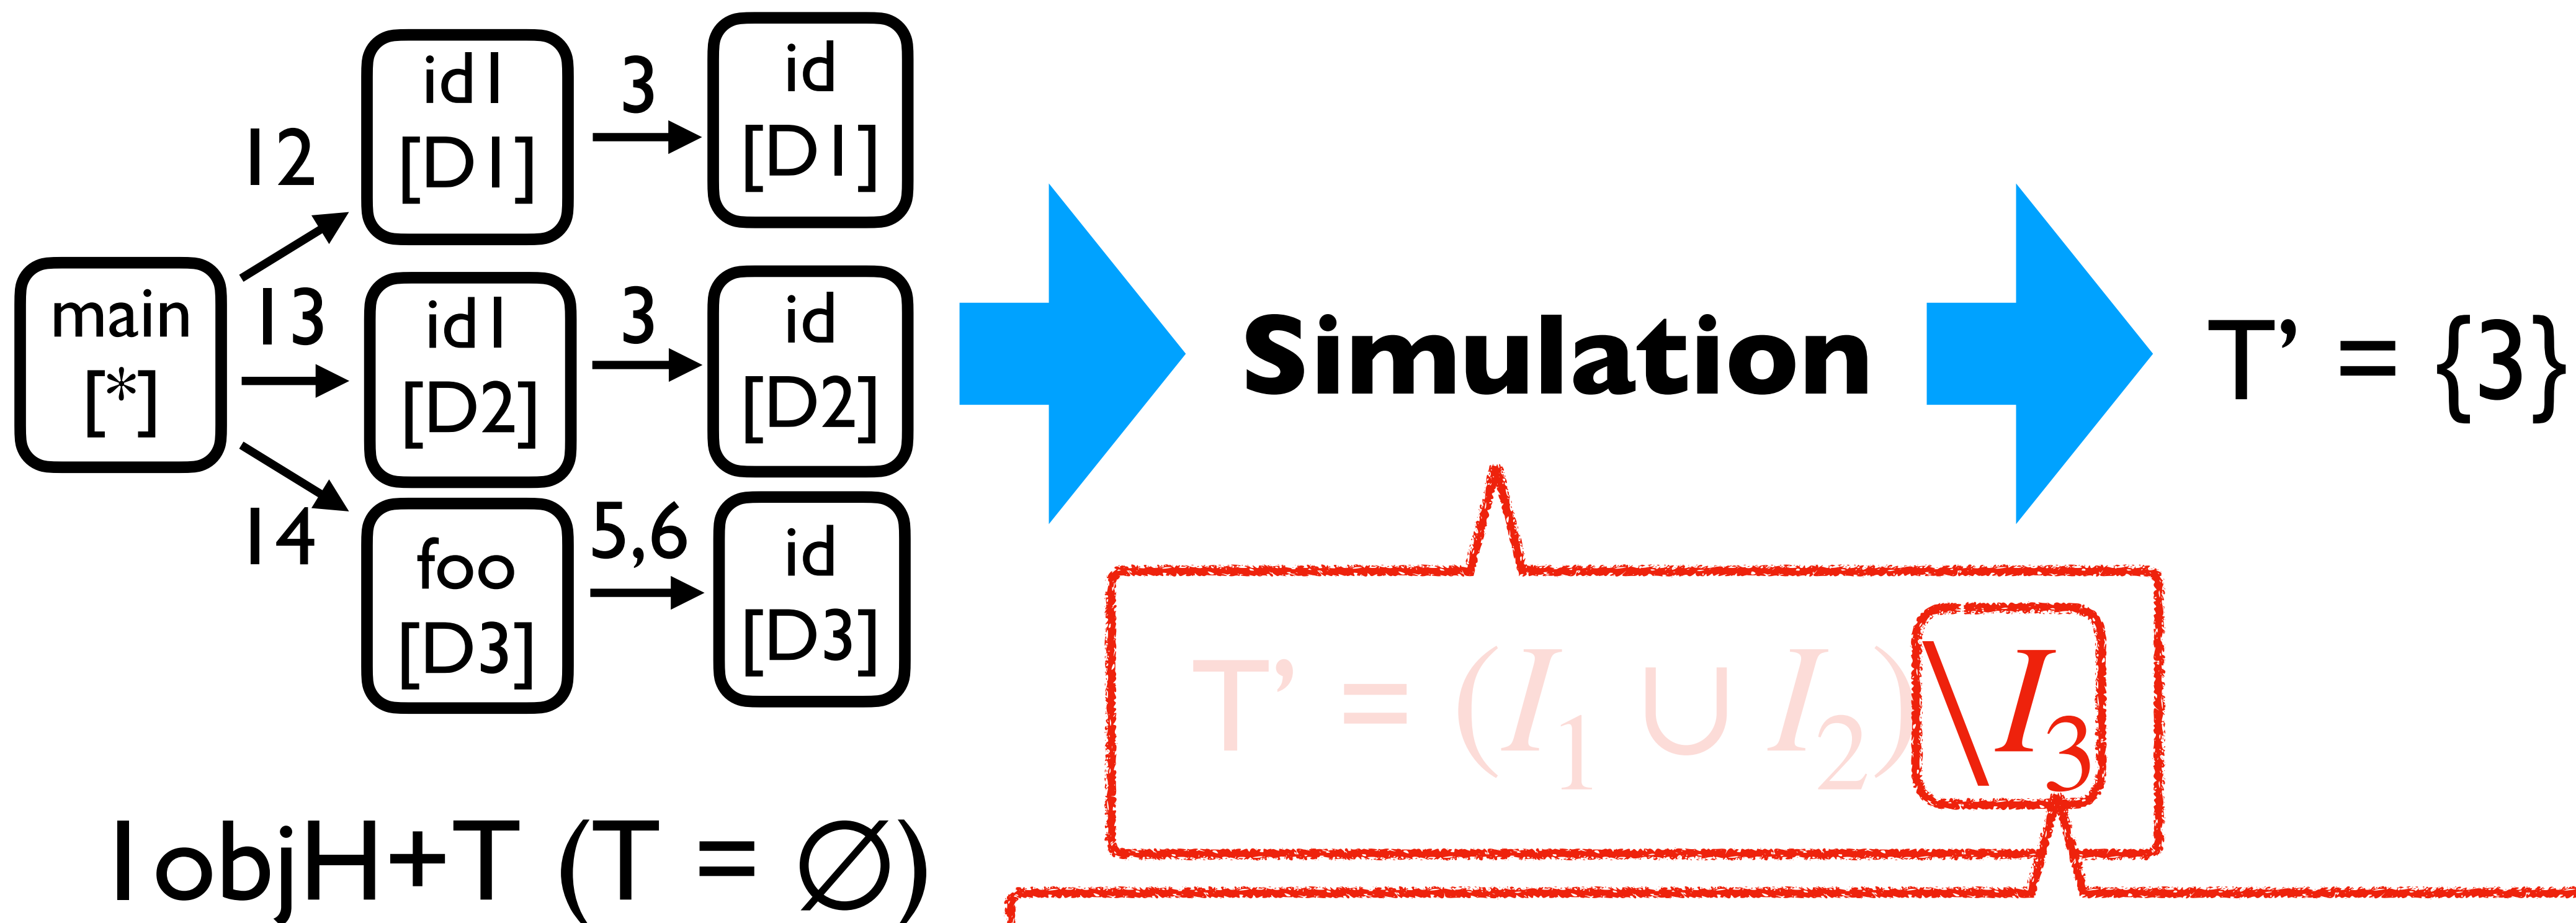 id1
[D1]
3
id
[D1]
12
main
[*]
13
id1
[D2]
3
id
[D2]
14
foo
[D3]
5,6
id
[D3]
Simulation
T' = {3}
T' = (I₁ ∪ I₂)\I₃
1objH+T (T = ∅)